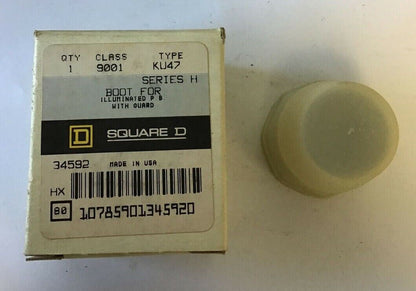 QTY CLASS TYPE
1 9001 KU47
SERIES H
BOOT FOR
ILLUMINATED P B
WITH GUARD
D SQUARE D
34592 MADE IN USA
HX
80 10785901345920